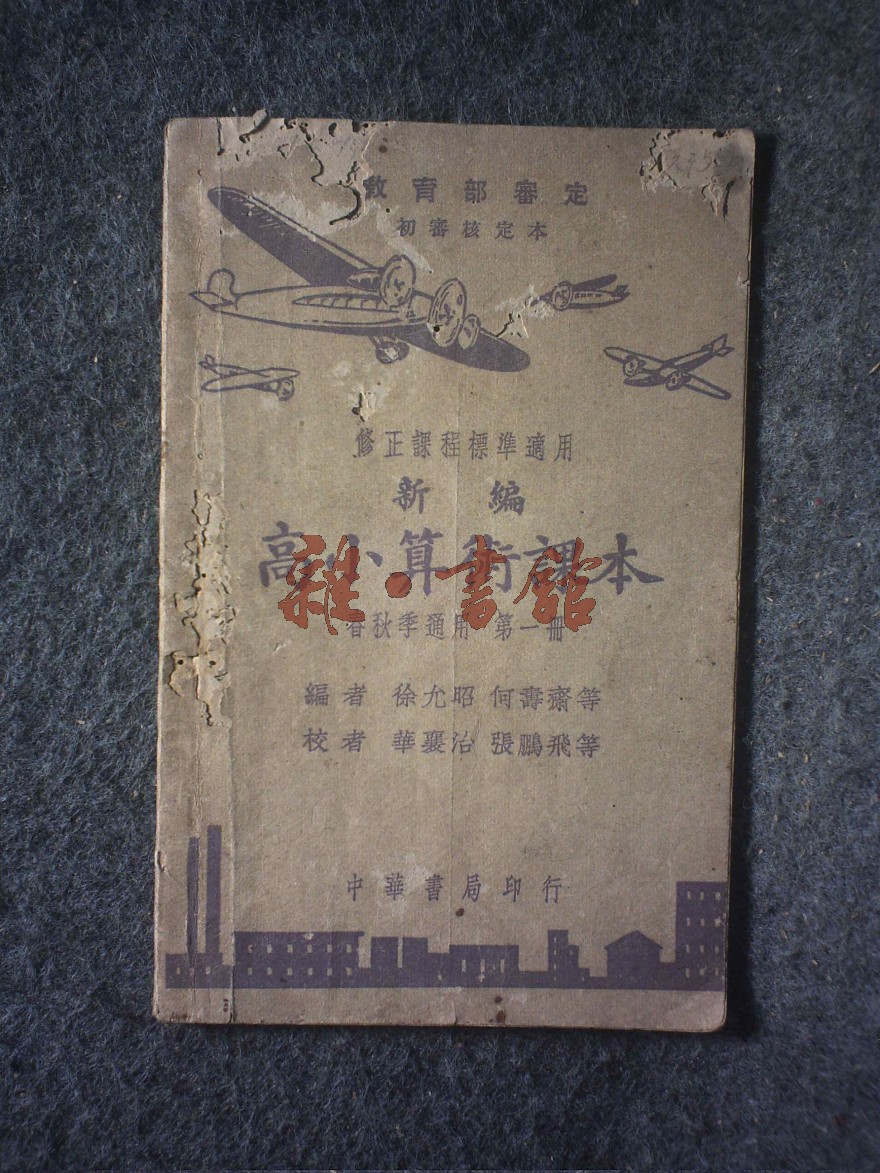 教育部審定
初審核定本
修正課程標準適用
新編
高小算術課本
春秋季通用 第一冊
編者 徐允昭 何壽齋等
校者 華襄治 張鵬飛等
中華書局印行
雜·書館